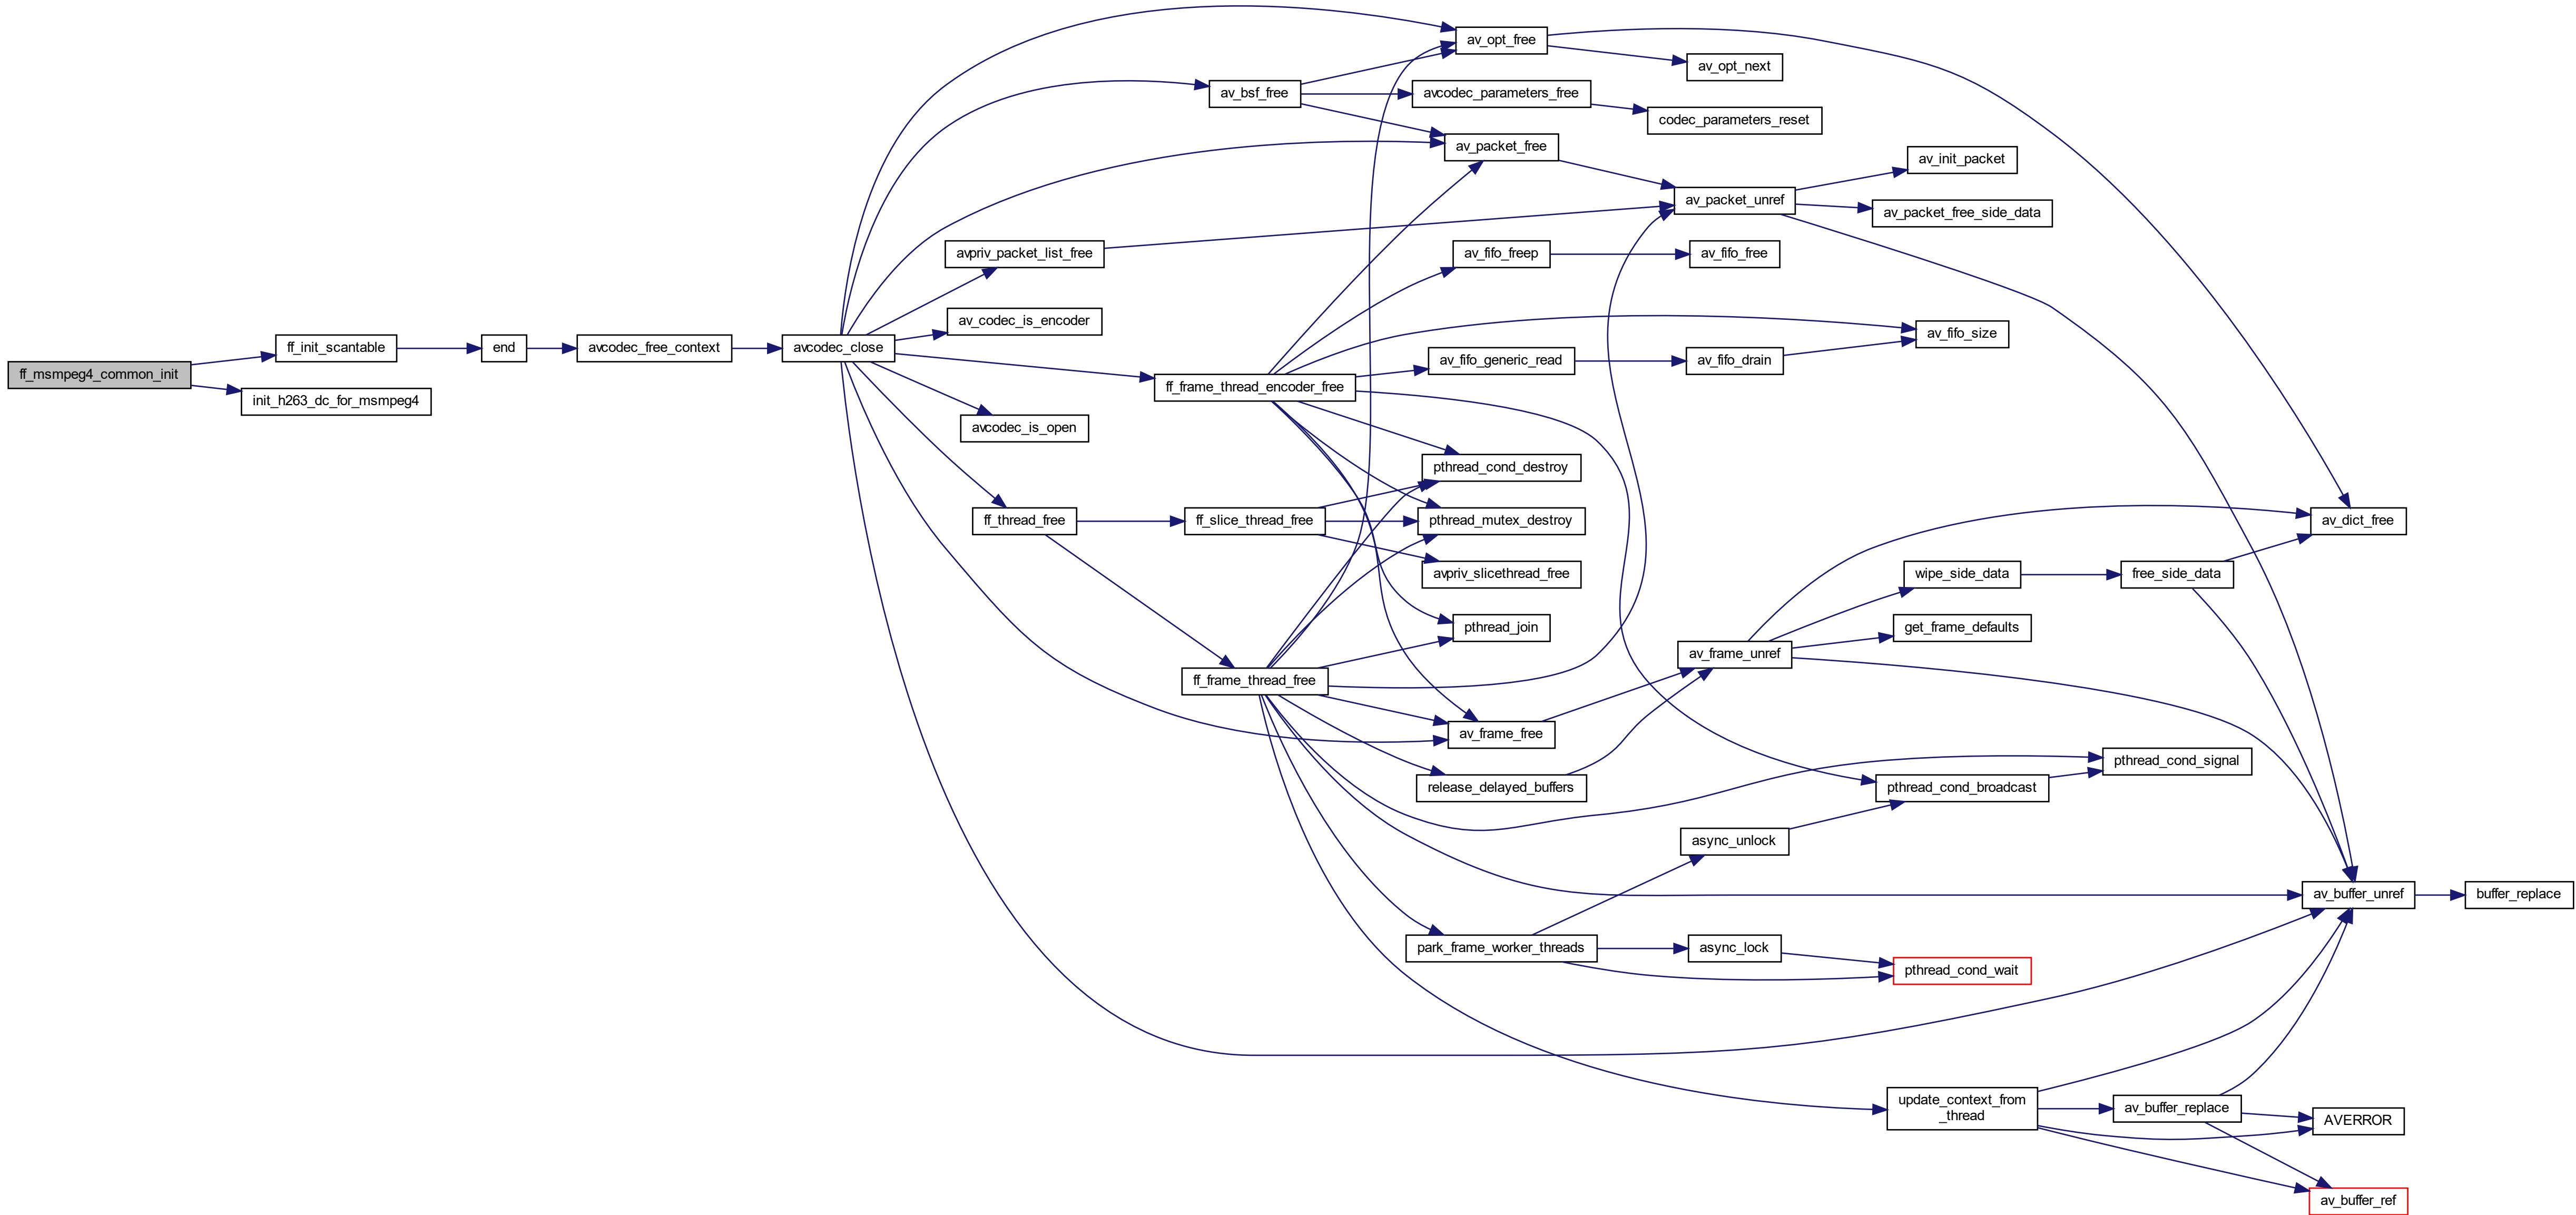 ff_msmpeg4_common_init
ff_init_scantable
init_h263_dc_for_msmpeg4
end
avcodec_free_context
avcodec_close
avpriv_packet_list_free
av_codec_is_encoder
avcodec_is_open
ff_thread_free
av_bsf_free
ff_frame_thread_encoder_free
ff_slice_thread_free
ff_frame_thread_free
av_opt_free
avcodec_parameters_free
av_packet_free
av_fifo_freep
av_fifo_generic_read
pthread_cond_destroy
pthread_mutex_destroy
avpriv_slicethread_free
pthread_join
av_frame_free
release_delayed_buffers
park_frame_worker_threads
av_opt_next
codec_parameters_reset
av_packet_unref
av_fifo_free
av_fifo_drain
av_frame_unref
async_unlock
async_lock
av_init_packet
av_packet_free_side_data
av_fifo_size
wipe_side_data
get_frame_defaults
pthread_cond_broadcast
pthread_cond_wait
update_context_from
_thread
free_side_data
pthread_cond_signal
av_buffer_replace
av_dict_free
av_buffer_unref
AVERROR
av_buffer_ref
buffer_replace